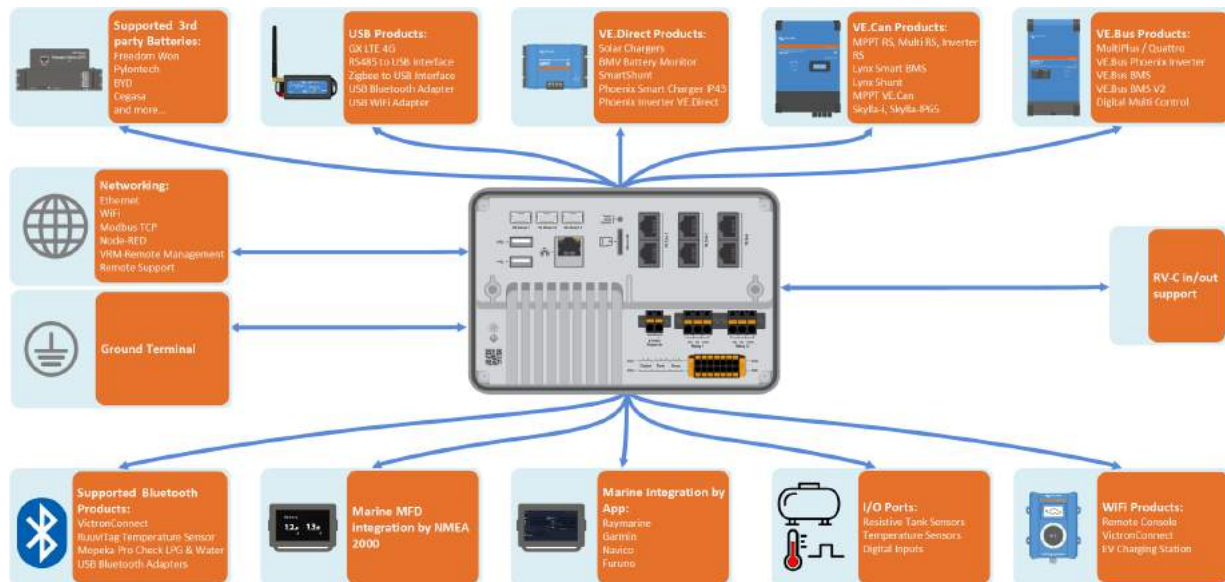 Supported 3rd
party Batteries:
Freedom Won
Pylontech
BYD
Cegasa
and more...
USB Products:
GX LTE 4G
RS485 to USB interface
Zigbee to USB Interface
USB Bluetooth Adapter
USB WiFi Adapter
VE.Direct Products:
Solar Chargers
BMV Battery Monitor
SmartShunt
Phoenix Smart Charger IP43
Phoenix Inverter VE.Direct
VE.Can Products:
MPPT RS, Multi RS, Inverter
RS
Lynx Smart BMS
Lynx Shunt
MPPT VE.Can
Skylla-i, Skylla-IP65
VE.Bus Products:
MultiPlus / Quattro
VE.Bus Phoenix Inverter
VE.Bus BMS
VE.Bus BMS V2
Digital Multi Control
Networking:
Ethernet
WiFi
Modbus TCP
Node-RED
VRM-Remote Management
Remote Support
Ground Terminal
RV-C in/out
support
Relay 1
Supported Bluetooth
Products:
VictronConnect
RuuviTag Temperature Sensor
Mopeka Pro Check LPG & Water
USB Bluetooth Adapters
Marine MFD
integration by NMEA
2000
Marine Integration by
App:
Raymarine
Garmin
Navico
Furuno
I/O Ports:
Resistive Tank Sensors
Temperature Sensors
Digital Inputs
WiFi Products:
Remote Console
VictronConnect
EV Charging Station